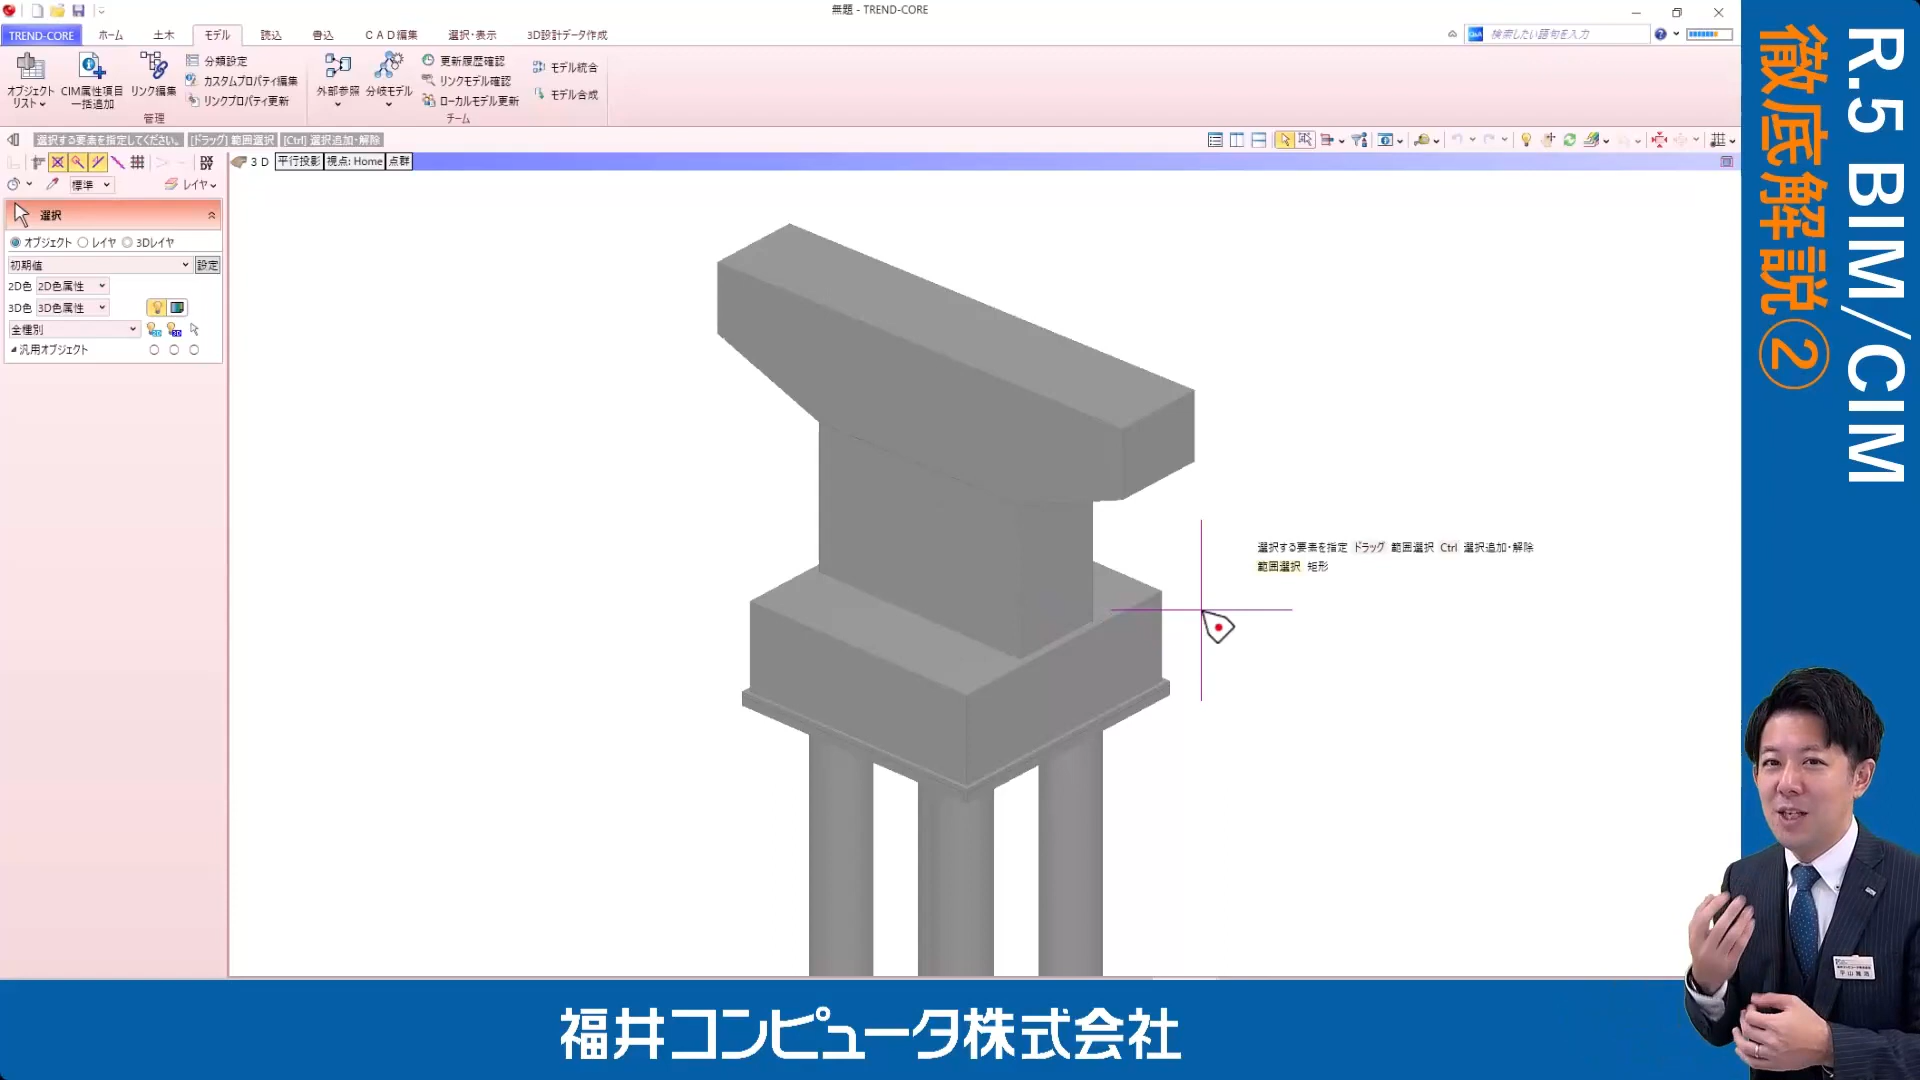 無題 - TREND-CORE
TREND-CORE ホーム 土木 モデル 読込 書込 CAD編集 選択・表示 3D設計データ作成
検索したい語句を入力
オブジェクト
リスト
CIM属性項目
一括追加
リンク編集
分類設定
カスタムプロパティ編集
リンクプロパティ更新
管理
外部参照
分岐モデル
更新履歴確認
リンクモデル確認
ローカルモデル更新
モデル統合
モデル合成
チーム
選択する要素を指定してください。 [ドラッグ] 範囲選択 [Ctrl] 選択追加・解除
3 D 平行投影 視点: Home 点群
標準 レイヤ
選択
オブジェクト レイヤ 3Dレイヤ
初期値 設定
2D色 2D色属性
3D色 3D色属性
全種別
汎用オブジェクト
選択する要素を指定 ドラッグ 範囲選択 Ctrl 選択追加・解除
範囲選択 矩形
R.5 BIM/CIM
徹底解説②
福井コンピュータ株式会社